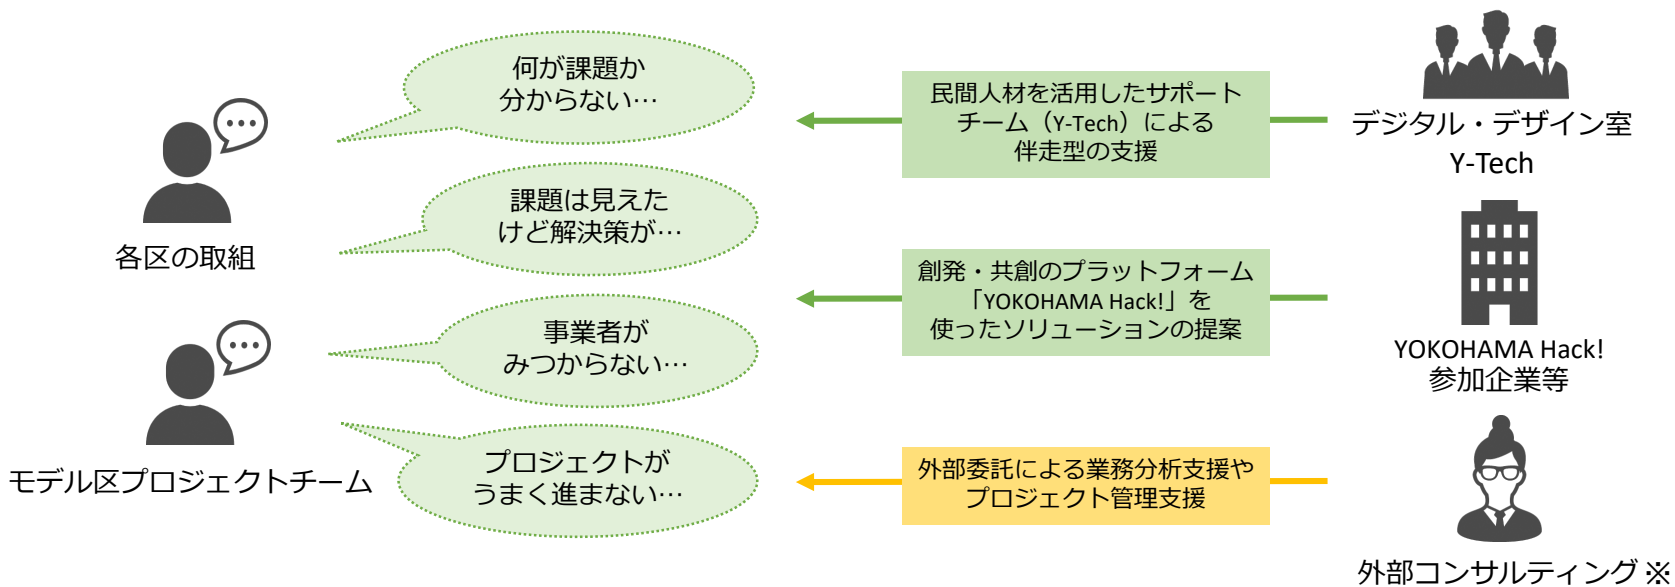 何が課題か
分からない…
課題は見えた
けど解決策が…
各区の取組
事業者が
みつからない…
プロジェクトが
うまく進まない…
モデル区プロジェクトチーム
民間人材を活用したサポート
チーム（Y-Tech）による
伴走型の支援
創発・共創のプラットフォーム
「YOKOHAMA Hack!」を
使ったソリューションの提案
外部委託による業務分析支援や
プロジェクト管理支援
デジタル・デザイン室
Y-Tech
YOKOHAMA Hack!
参加企業等
外部コンサルティング※